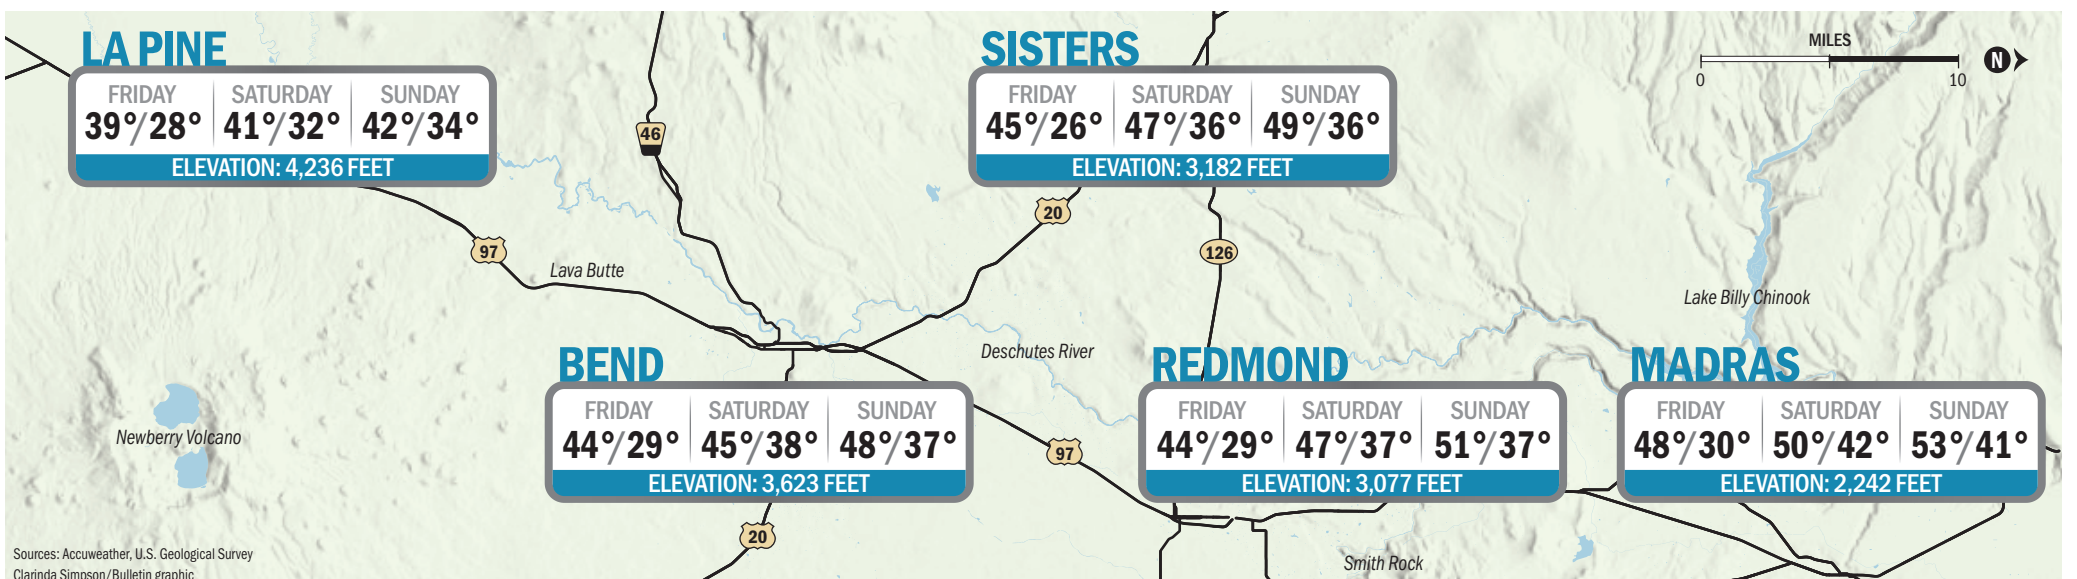 LA PINE
FRIDAY SATURDAY SUNDAY
39°/28° 41°/32° 42°/34°
ELEVATION: 4,236 FEET
SISTERS
FRIDAY SATURDAY SUNDAY
45°/26° 47°/36° 49°/36°
ELEVATION: 3,182 FEET
MILES
0 10
N
46
20
97
126
Lava Butte
Lake Billy Chinook
Deschutes River
BEND
FRIDAY SATURDAY SUNDAY
44°/29° 45°/38° 48°/37°
ELEVATION: 3,623 FEET
REDMOND
FRIDAY SATURDAY SUNDAY
44°/29° 47°/37° 51°/37°
ELEVATION: 3,077 FEET
MADRAS
FRIDAY SATURDAY SUNDAY
48°/30° 50°/42° 53°/41°
ELEVATION: 2,242 FEET
Newberry Volcano
97
20
Smith Rock
Sources: Accuweather, U.S. Geological Survey
Clarinda Simpson/Bulletin graphic